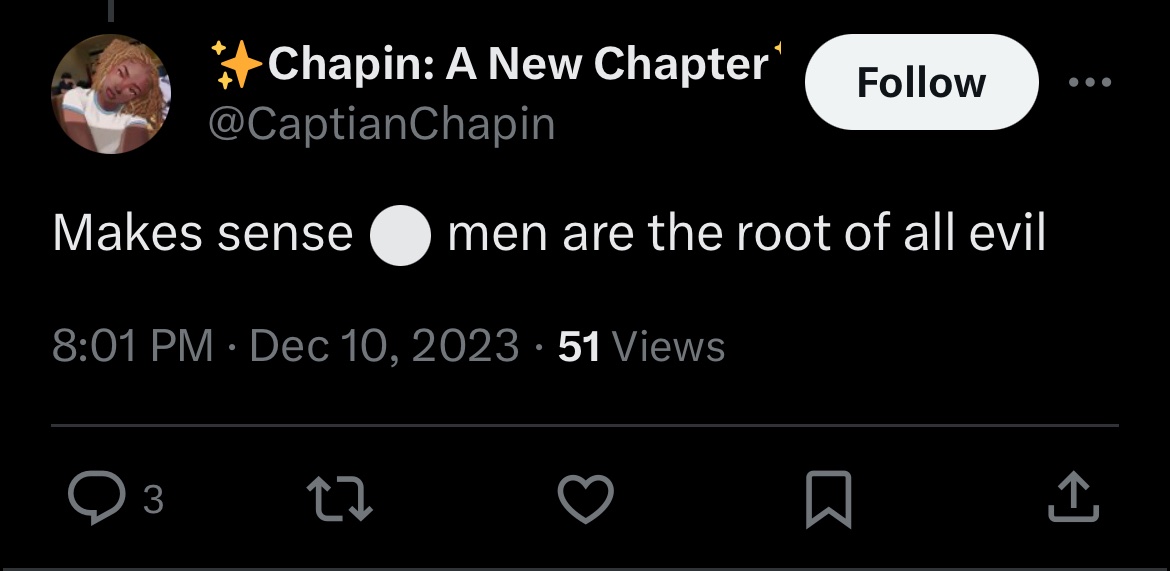 ✨Chapin: A New Chapter
Follow
@CaptianChapin
Makes sense ⚪ men are the root of all evil
8:01 PM · Dec 10, 2023 · 51 Views
3